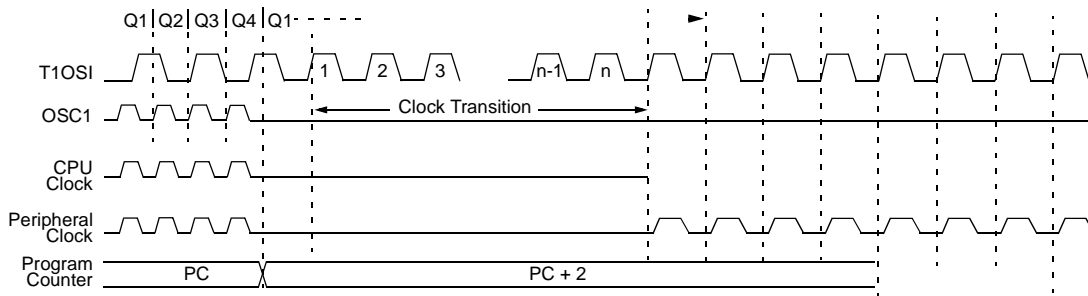 Q1 Q2 Q3 Q4 Q1
T1OSI
1 2 3 n-1 n
Clock Transition
OSC1
CPU
Clock
Peripheral
Clock
Program
Counter
PC PC + 2